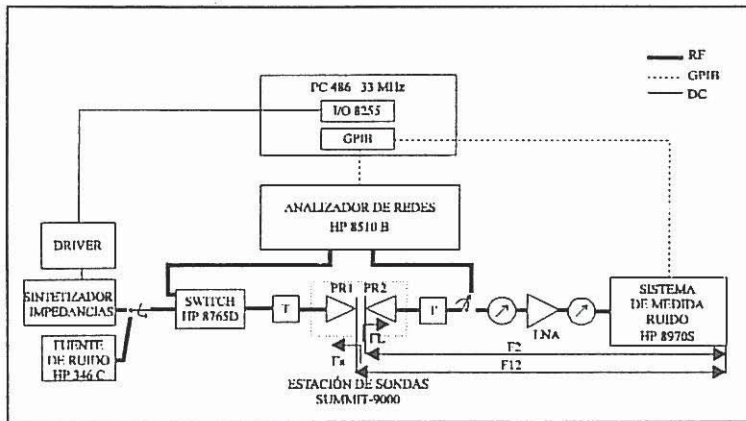 RF
GPIB
DC
PC 486 33 MHz
I/O 8255
GPIB
ANALIZADOR DE REDES
HP 8510 B
DRIVER
SINTETIZADOR
IMPEDANCIAS
FUENTE
DE RUIDO
HP 346 C
SWITCH
HP 8765D
T
PR1
PR2
T
LNA
SISTEMA
DE MEDIDA
RUIDO
HP 8970S
ΓL
Γs
F2
F12
ESTACIÓN DE SONDAS
SUMMIT-9000